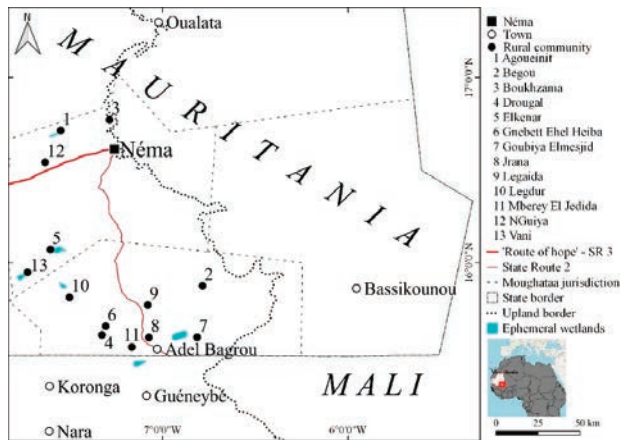 Oualata
MAURITANIA
17°0'0"N
1
3
12
Néma
5
13
10
2
16°0'0"N
Bassikounou
9
6
4
8
7
11
Adel Bagrou
MALI
Koronga
Guéneybé
Nara
7°0'0"W
6°0'0"W
Néma
Town
Rural community
1 Agoueinit
2 Begou
3 Boukhzama
4 Drougal
5 Elkenar
6 Gnebett Ehel Heiba
7 Goubiya Elmesjid
8 Jrana
9 Legaida
10 Legdur
11 Mberey El Jedida
12 NGuiya
13 Vani
'Route of hope' - SR 3
State Route 2
Moughataa jurisdiction
State border
Upland border
Ephemeral wetlands
0 25 50 km